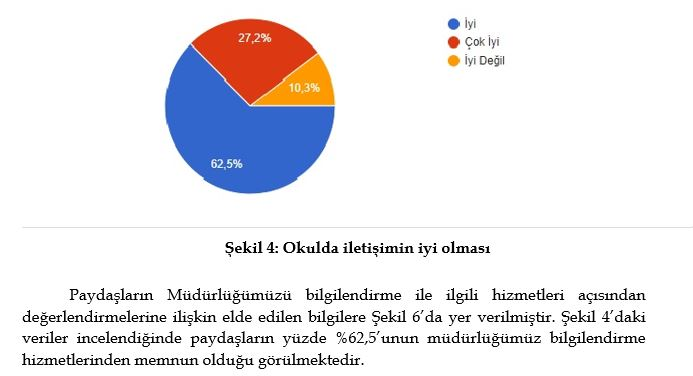 27,2%
10,3%
62,5%
İyi
Çok İyi
İyi Değil
Şekil 4: Okulda iletişimin iyi olması
Paydaşların Müdürlüğümüzü bilgilendirme ile ilgili hizmetleri açısından
değerlendirmelerine ilişkin elde edilen bilgilere Şekil 6’da yer verilmiştir. Şekil 4’daki
veriler incelendiğinde paydaşların yüzde %62,5’unun müdürlüğümüz bilgilendirme
hizmetlerinden memnun olduğu görülmektedir.